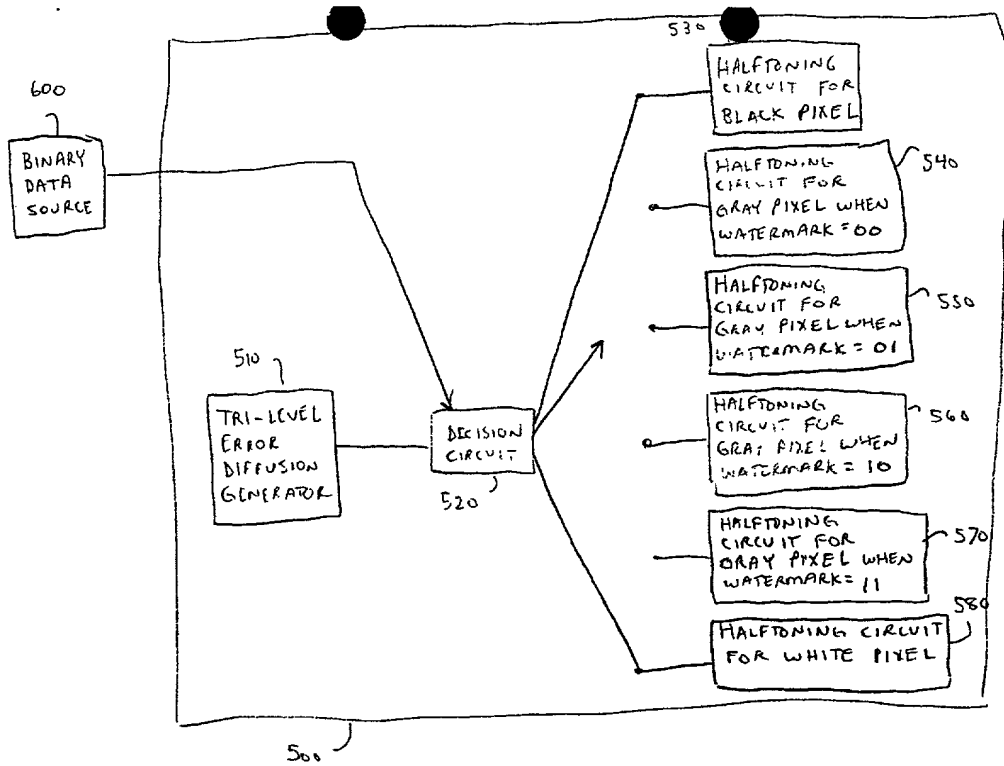 530
HALFTONING
CIRCUIT FOR
BLACK PIXEL
600
BINARY
DATA
SOURCE
HALFTONING
CIRCUIT FOR
GRAY PIXEL WHEN
WATERMARK = 00
540
HALFTONING
CIRCUIT FOR
GRAY PIXEL WHEN
WATERMARK = 01
550
510
TRI-LEVEL
ERROR
DIFFUSION
GENERATOR
DECISION
CIRCUIT
520
HALFTONING
CIRCUIT FOR
GRAY PIXEL WHEN
WATERMARK = 10
560
HALFTONING
CIRCUIT FOR
GRAY PIXEL WHEN
WATERMARK = 11
570
580
HALFTONING CIRCUIT
FOR WHITE PIXEL
500